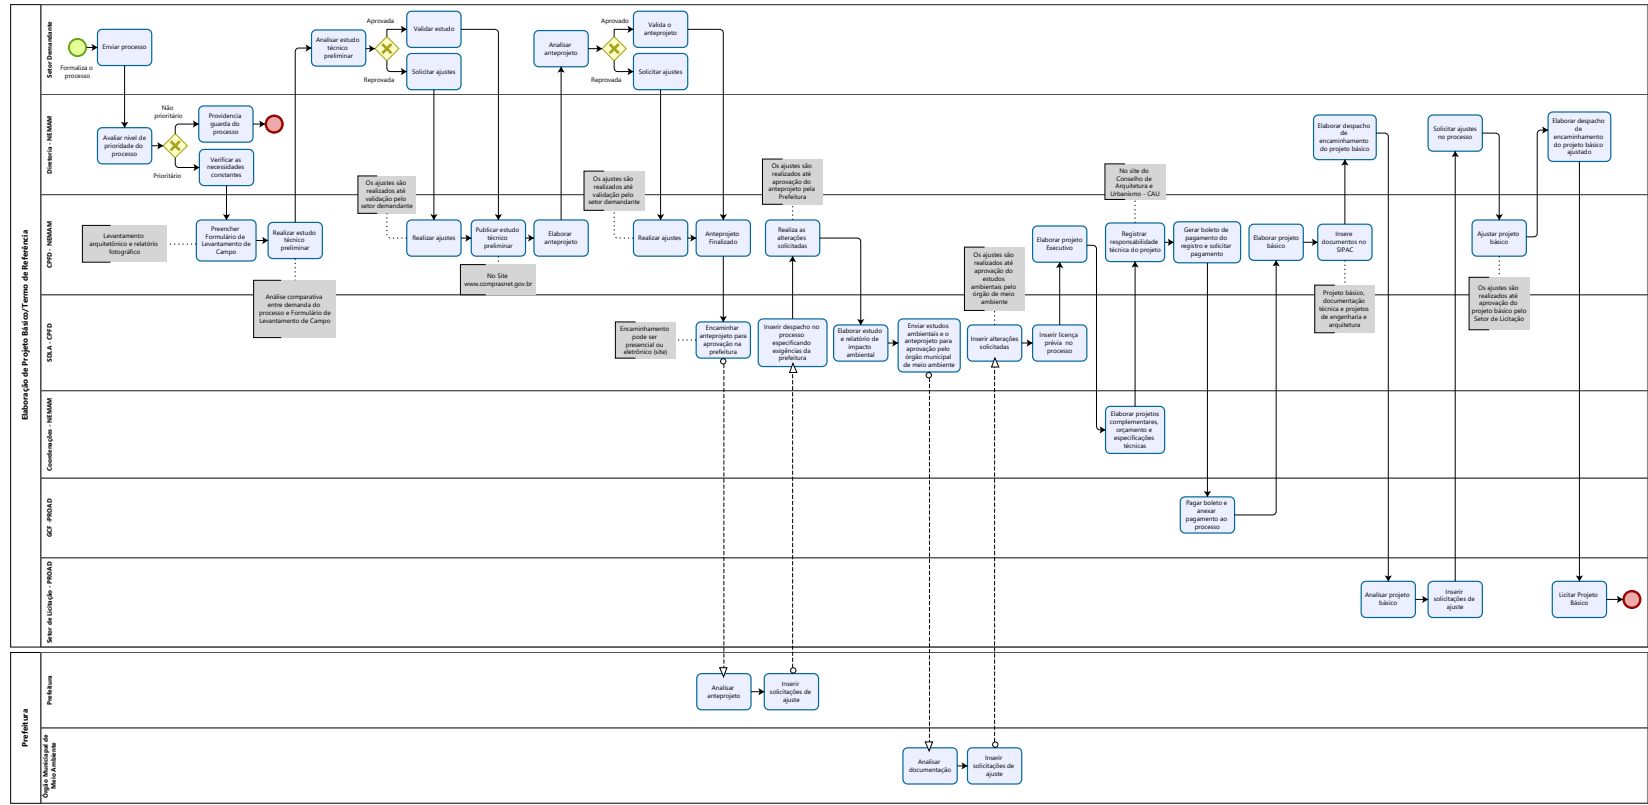 Elaboração de Projeto Básico/Termo de Referência
Setor Demandante
Formaliza o
processo
Enviar processo
Analisar estudo
técnico
preliminar
Aprovada
Reprovada
Validar estudo
Solicitar ajustes
Analisar
anteprojeto
Aprovado
Reprovada
Valida o
anteprojeto
Solicitar ajustes
Diretoria - NEMAM
Avaliar nível de
prioridade do
processo
Não
prioritário
Prioritário
Providencia
guarda do
processo
Verificar as
necessidades
constantes
Elaborar despacho
de
encaminhamento
do projeto básico
Solicitar ajustes
no processo
Elaborar despacho
de
encaminhamento
do projeto básico
ajustado
CPFD - NEMAM
Levantamento
arquitetônico e relatório
fotográfico
Preencher
Formulário de
Levantamento de
Campo
Realizar estudo
técnico
preliminar
Análise comparativa
entre demanda do
processo e Formulário de
Levantamento de Campo
Os ajustes são
realizados até
validação pelo
setor demandante
Realizar ajustes
Publicar estudo
técnico
preliminar
No Site
www.comprasnet.gov.br
Elaborar
anteprojeto
Os ajustes são
realizados até
validação pelo
setor demandante
Realizar ajustes
Anteprojeto
Finalizado
Os ajustes são
realizados até
aprovação do
anteprojeto pela
Prefeitura
Realiza as
alterações
solicitadas
Elaborar projeto
Executivo
No site do
Conselho de
Arquitetura e
Urbanismo - CAU
Registrar
responsabilidade
técnica do projeto
Gerar boleto de
pagamento do
registro e solicitar
pagamento
Elaborar projeto
básico
Insere
documentos no
SIPAC
Projeto básico,
documentação
técnica e projetos
de engenharia e
arquitetura
Ajustar projeto
básico
Os ajustes são
realizados até
aprovação do
projeto básico pelo
Setor de Licitação
SDLA - CPFD
Encaminhamento
pode ser
presencial ou
eletrônico (site)
Encaminhar
anteprojeto para
aprovação na
prefeitura
Inserir despacho no
processo
especificando
exigências da
prefeitura
Elaborar estudo
e relatório de
impacto
ambiental
Enviar estudos
ambientais e o
anteprojeto para
aprovação pelo
órgão municipal
de meio ambiente
Os ajustes são
realizados até
aprovação do
estudos
ambientais pelo
órgão de meio
ambiente
Inserir alterações
solicitadas
Inserir licença
prévia no
processo
Coordenações - NEMAM
Elaborar projetos
complementares,
orçamento e
especificações
técnicas
GCF -PROAD
Pagar boleto e
anexar
pagamento ao
processo
Setor de Licitação - PROAD
Analisar projeto
básico
Inserir
solicitações de
ajuste
Licitar Projeto
Básico
Prefeitura
Prefeitura
Analisar
anteprojeto
Inserir
solicitações de
ajuste
Órgão Municiapal de
Meio Ambiente
Analisar
documentação
Inserir
solicitações de
ajuste